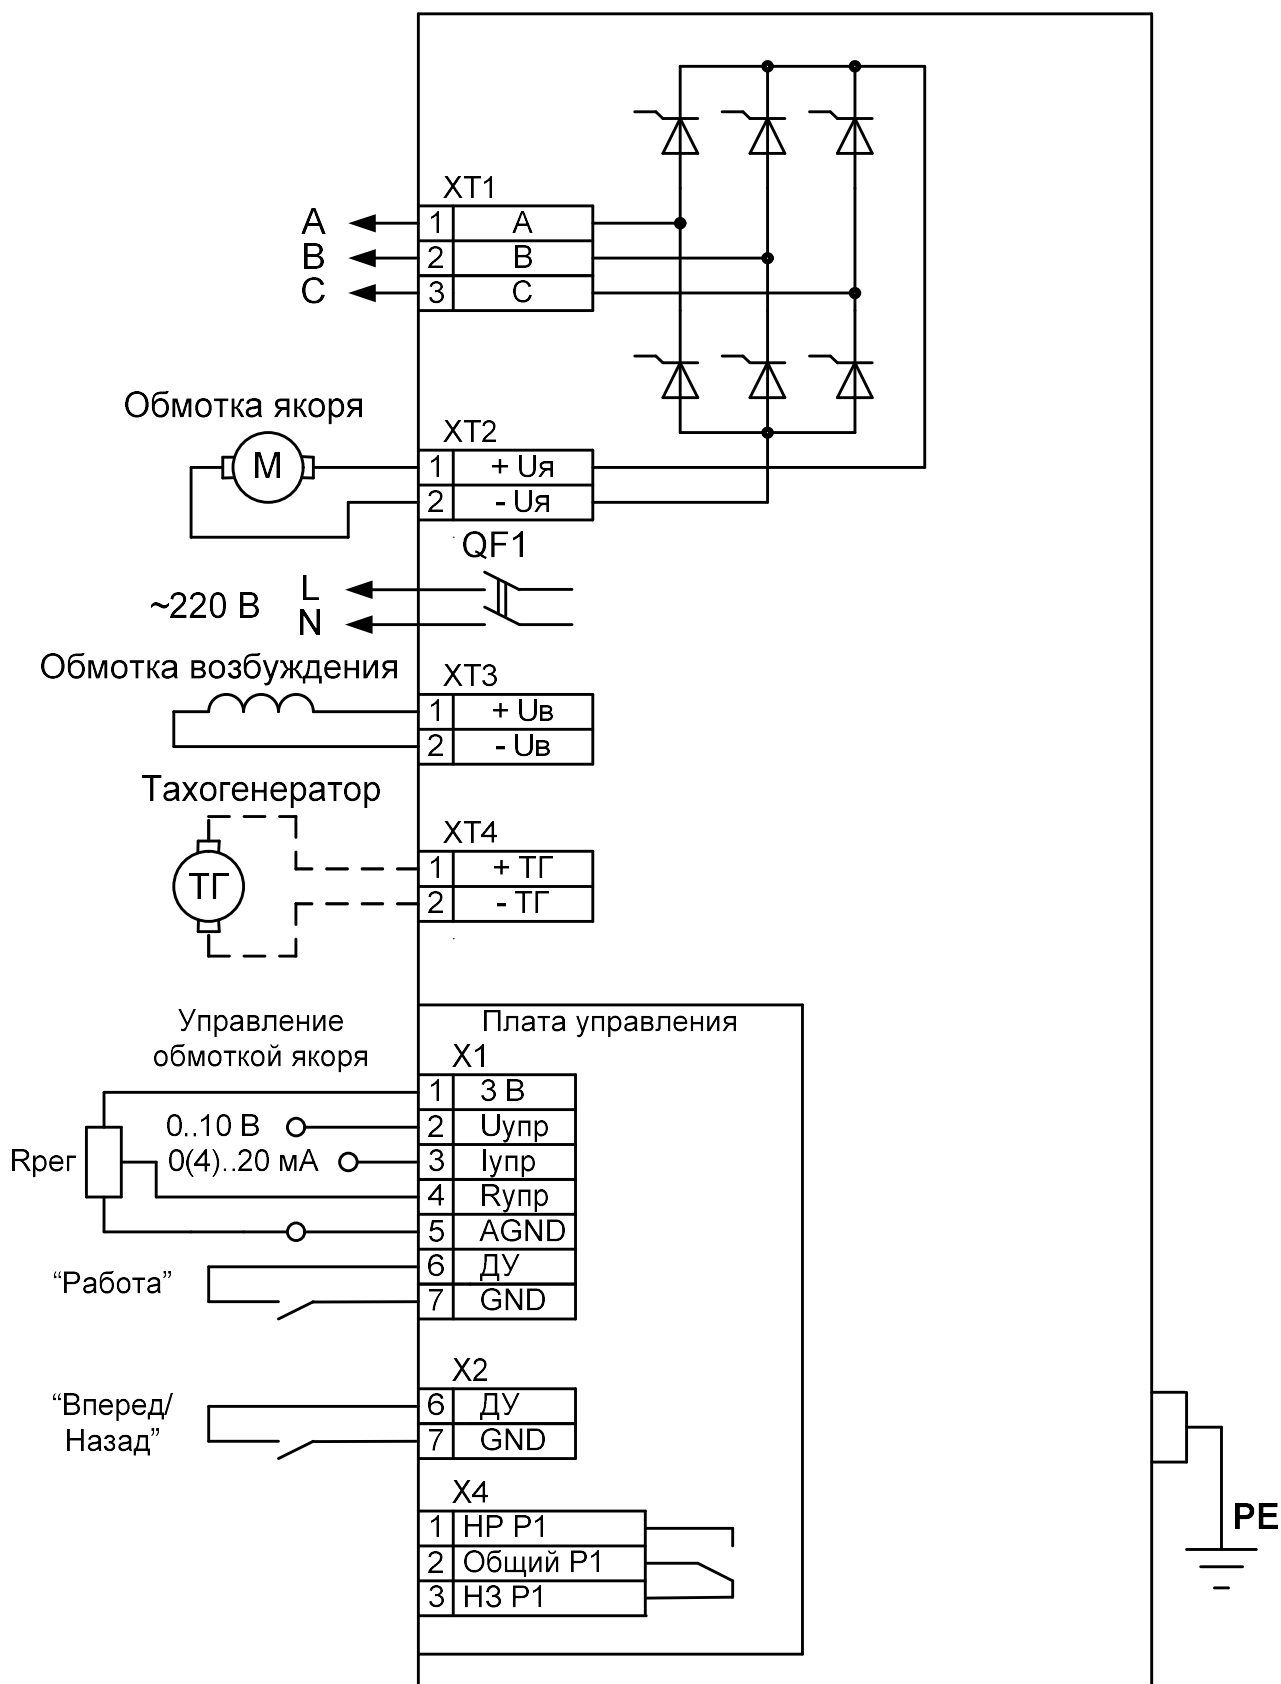 XT1
A 1 A
B 2 B
C 3 C
Обмотка якоря
XT2
М 1 + Uя
2 - Uя
QF1
~220 В
L
N
Обмотка возбуждения
XT3
1 + Uв
2 - Uв
Тахогенератор
XT4
ТГ
1 + ТГ
2 - ТГ
Управление
обмоткой якоря
Плата управления
X1
1 3 В
0..10 В 2 Uупр
Rрег 0(4)..20 мА 3 Iупр
4 Rупр
5 AGND
6 ДУ
“Работа”
7 GND
X2
“Вперед/
Назад”
6 ДУ
7 GND
X4
1 НР Р1
2 Общий Р1
3 НЗ Р1
PE